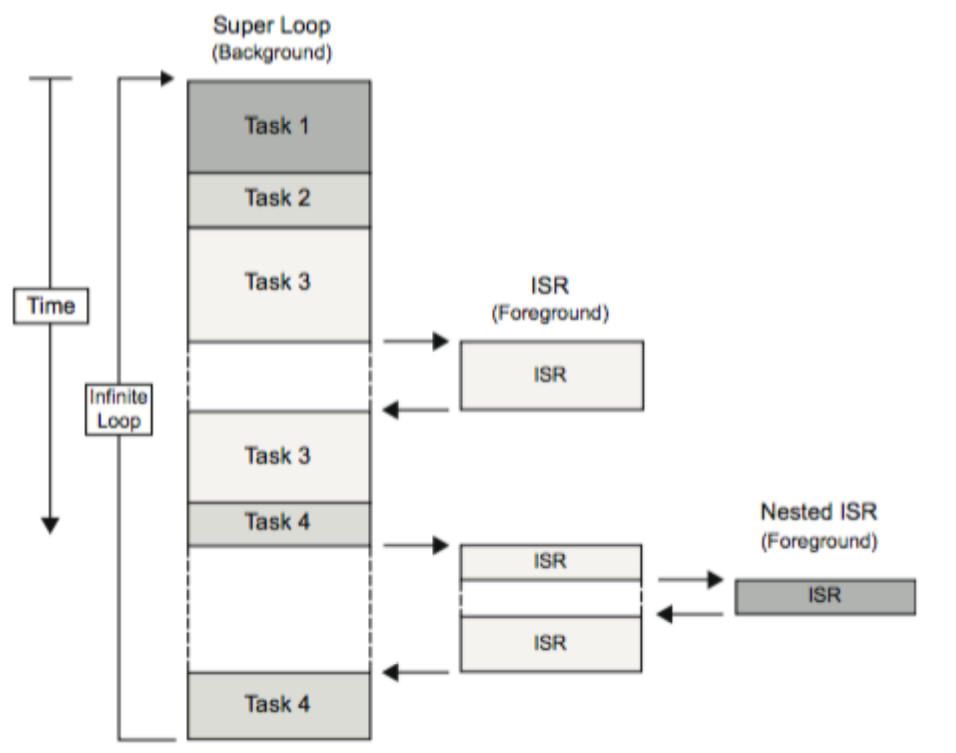 Super Loop
(Background)
Task 1
Task 2
Task 3
Time
ISR
(Foreground)
ISR
Infinite
Loop
Task 3
Task 4
Nested ISR
(Foreground)
ISR
ISR
ISR
Task 4